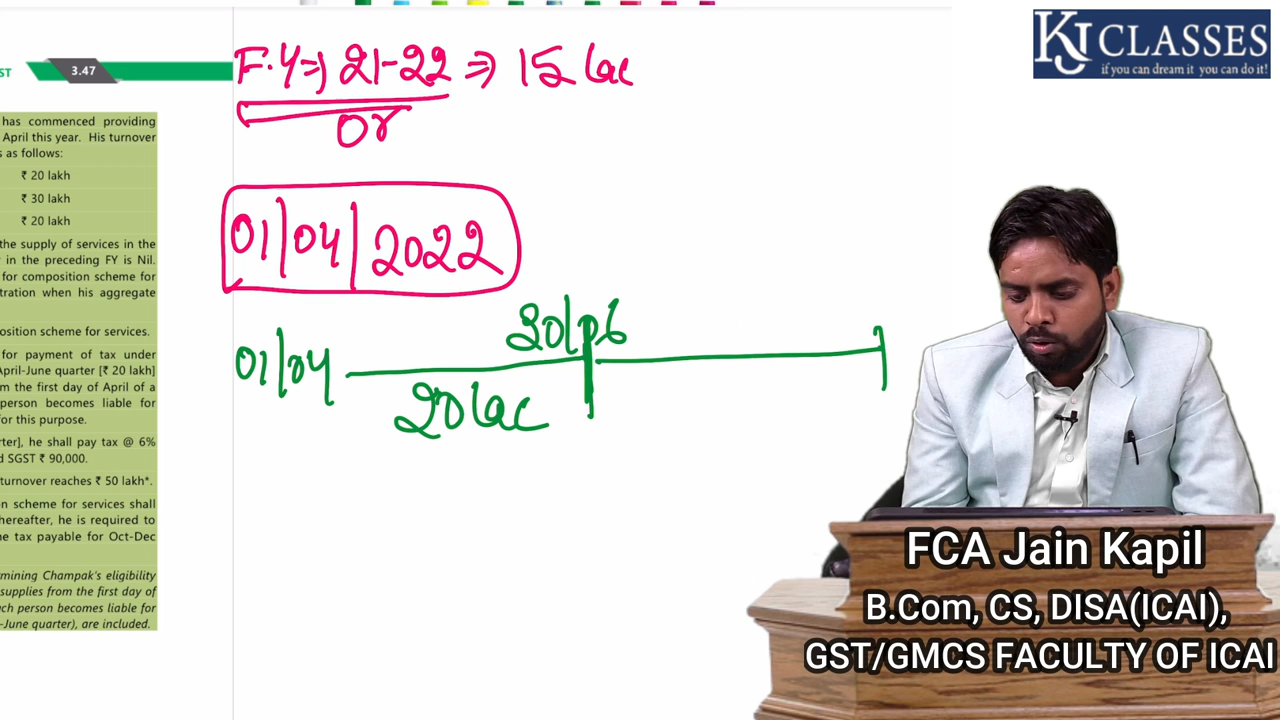 ST 3.47
has commenced providing
April this year. His turnover
s as follows:
₹ 20 lakh
₹ 30 lakh
₹ 20 lakh
the supply of services in the
in the preceding FY is Nil.
for composition scheme for
tration when his aggregate
osition scheme for services.
for payment of tax under
April-June quarter [₹ 20 lakh]
m the first day of April of a
person becomes liable for
for this purpose.
rter], he shall pay tax @ 6%
d SGST ₹ 90,000.
turnover reaches ₹ 50 lakh*.
n scheme for services shall
hereafter, he is required to
he tax payable for Oct-Dec
rmining Champak's eligibility
supplies from the first day of
ch person becomes liable for
-June quarter), are included.
F.Y⇒ 21-22 ⇒ 15 lac
Or
01/04/2022
30/06
01/04
20 lac
KJ CLASSES
if you can dream it you can do it!
FCA Jain Kapil
B.Com, CS, DISA(ICAI),
GST/GMCS FACULTY OF ICAI